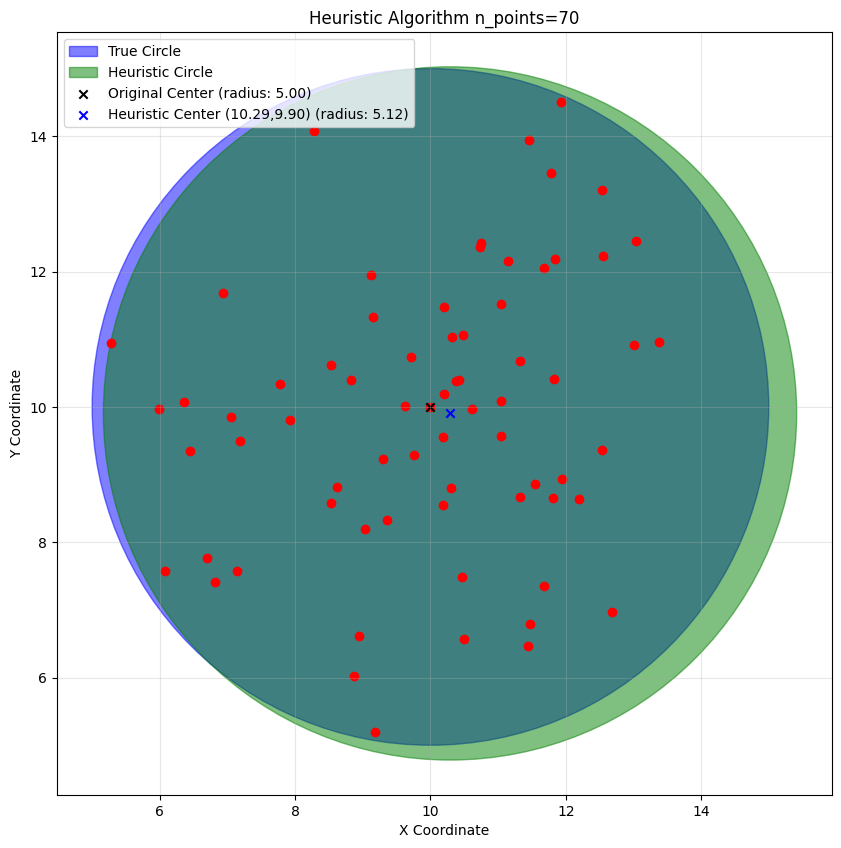 Heuristic Algorithm n_points=70
True Circle
Heuristic Circle
Original Center (radius: 5.00)
Heuristic Center (10.29,9.90) (radius: 5.12)
14
12
10
8
6
Y Coordinate
6 8 10 12 14
X Coordinate